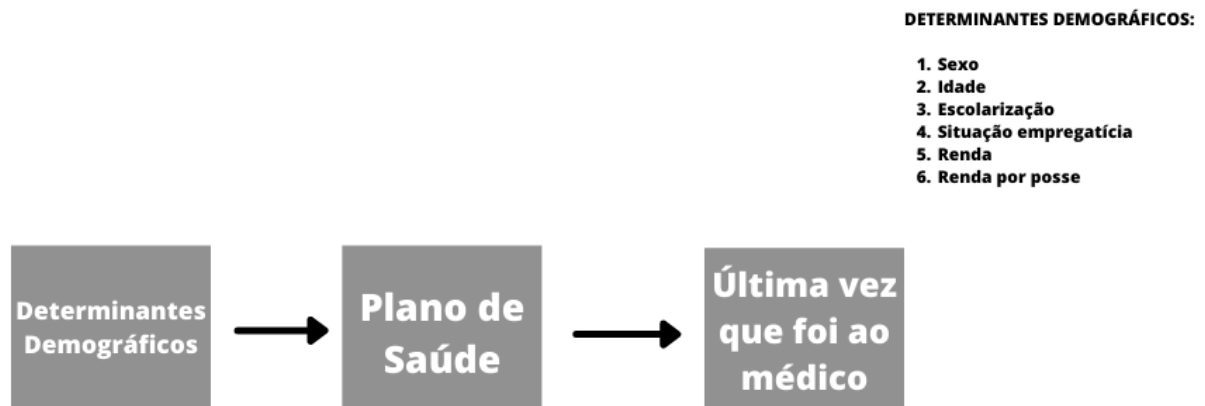 DETERMINANTES DEMOGRÁFICOS:
1. Sexo
2. Idade
3. Escolarização
4. Situação empregatícia
5. Renda
6. Renda por posse
Determinantes
Demográficos
Plano de
Saúde
Última vez
que foi ao
médico